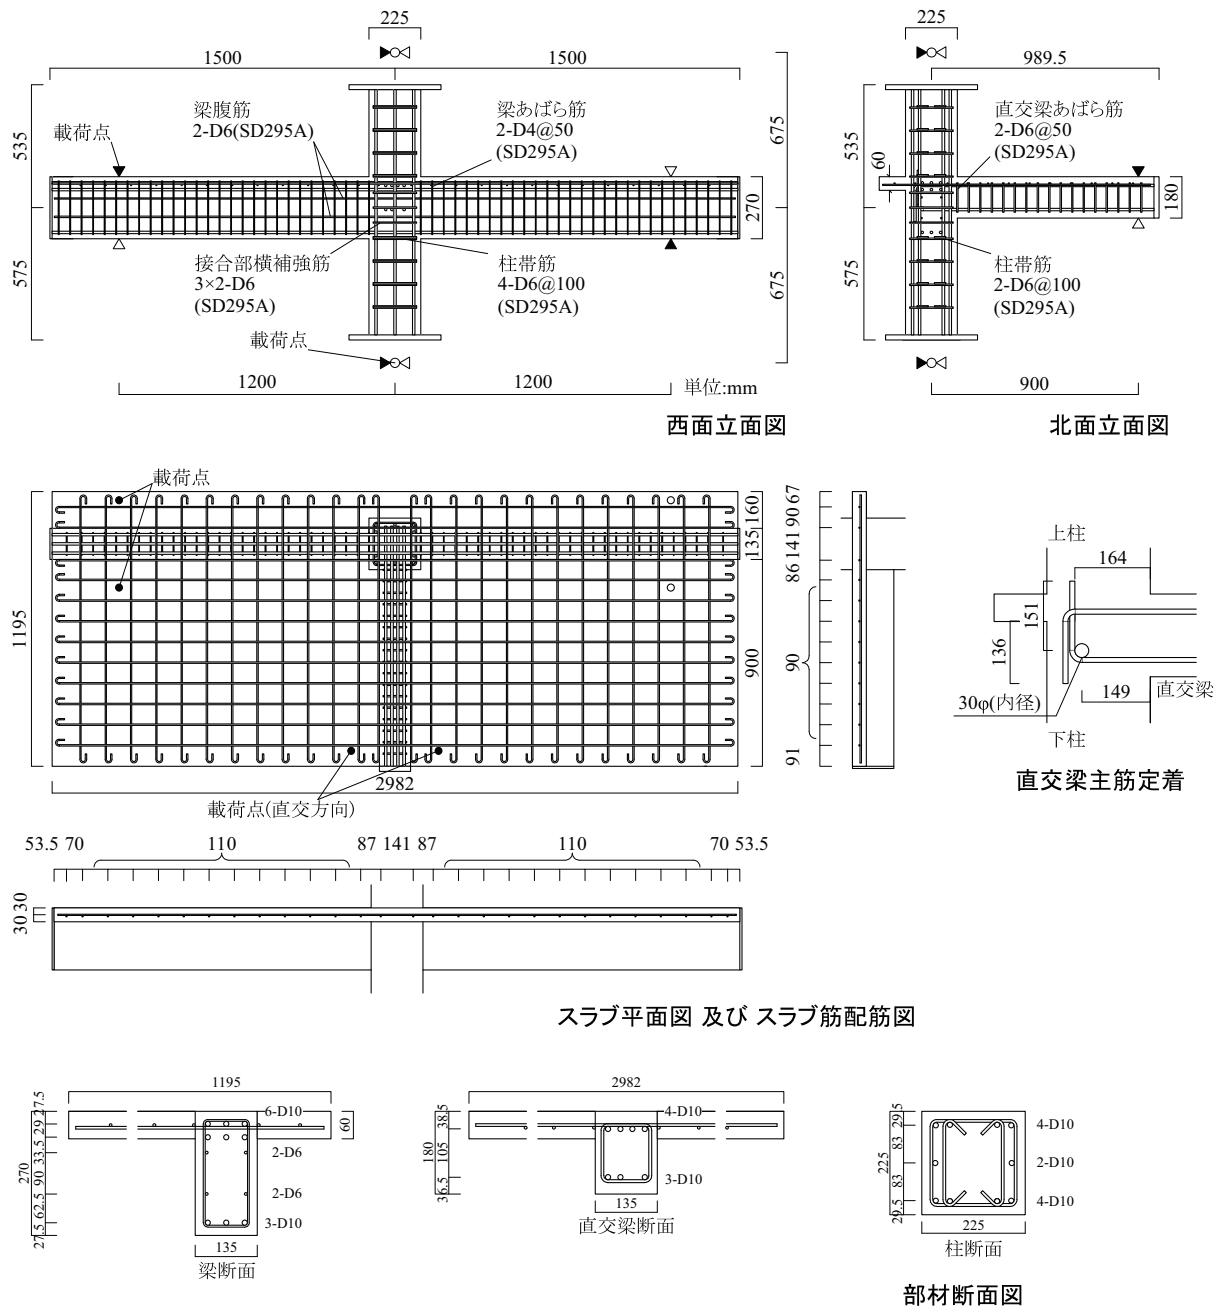 225
1500
1500
梁腹筋
2-D6(SD295A)
梁あばら筋
2-D4@50
(SD295A)
載荷点
535
575
270
675
675
接合部横補強筋
3×2-D6
(SD295A)
柱帯筋
4-D6@100
(SD295A)
載荷点
1200
1200
単位:mm
西面立面図
225
989.5
直交梁あばら筋
2-D6@50
(SD295A)
535
60
180
575
柱帯筋
2-D6@100
(SD295A)
900
北面立面図
載荷点
1195
160
135
900
2982
載荷点(直交方向)
67
90
141
86
90
91
上柱
164
151
136
149
直交梁
30φ(内径)
下柱
直交梁主筋定着
53.5 70
110
87 141 87
110
70 53.5
30 30
スラブ平面図 及び スラブ筋配筋図
1195
6-D10
60
2-D6
2-D6
3-D10
270
27.5
29
33.5
90
62.5
27.5
135
梁断面
2982
4-D10
3-D10
180
38.5
105
36.5
135
直交梁断面
4-D10
2-D10
4-D10
225
29.5
83
83
29.5
225
柱断面
部材断面図